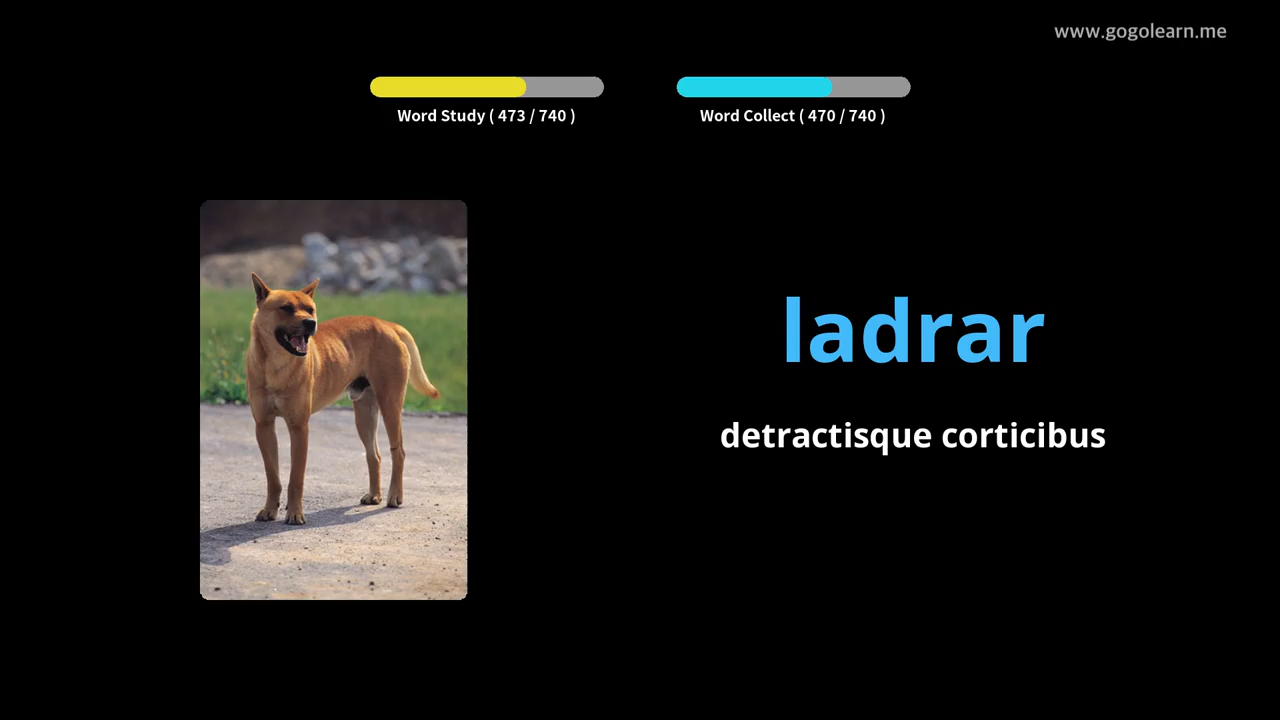 www.gogolearn.me
Word Study ( 473 / 740 )
Word Collect ( 470 / 740 )
ladrar
detractisque corticibus